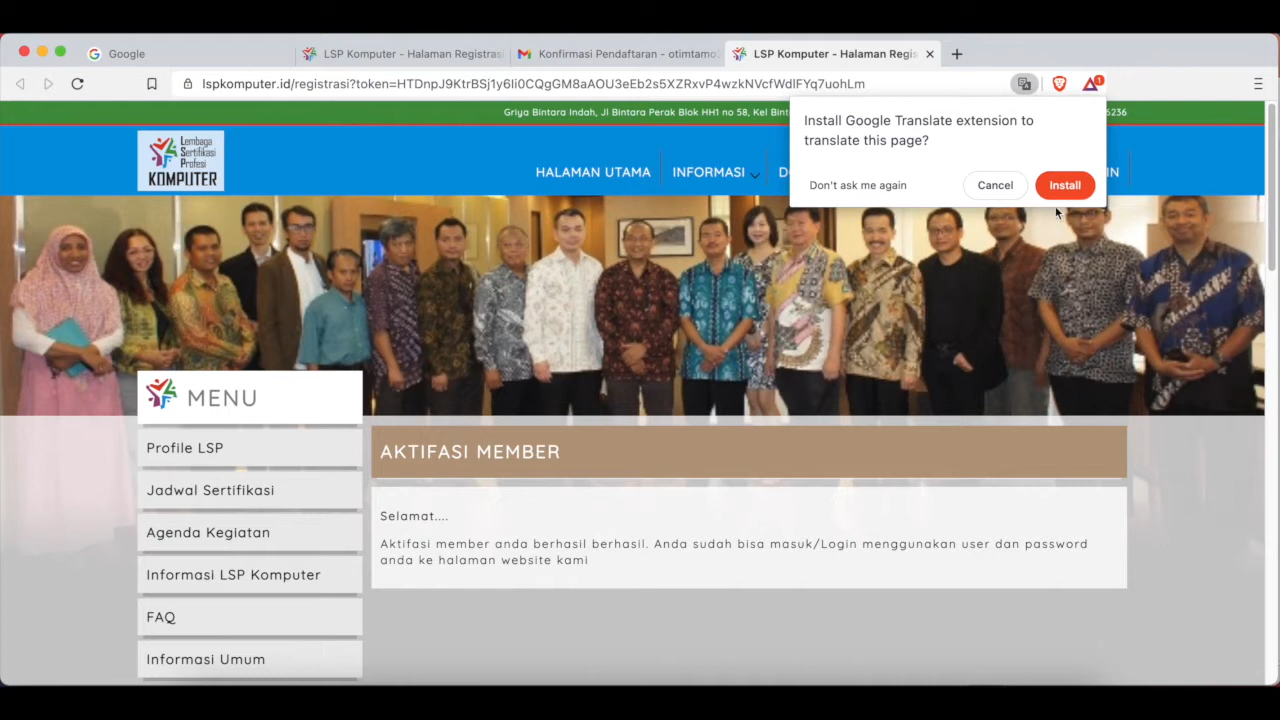 Google
LSP Komputer - Halaman Registras
Konfirmasi Pendaftaran - otimtamo
LSP Komputer - Halaman Regis
lspkomputer.id/registrasi?token=HTDnpJ9KtrBSj1y6Ii0CQgGM8aAOU3eEb2s5XZRxvP4wzkNVcfWdlFYq7uohLm
1
Griya Bintara Indah, Jl Bintara Perak Blok HH1 no 58, Kel Bint
6236
Install Google Translate extension to
translate this page?
Don't ask me again
Cancel
Install
Lembaga
Sertifikasi
Profesi
KOMPUTER
HALAMAN UTAMA
INFORMASI
MENU
Profile LSP
Jadwal Sertifikasi
Agenda Kegiatan
Informasi LSP Komputer
FAQ
Informasi Umum
AKTIFASI MEMBER
Selamat....
Aktifasi member anda berhasil berhasil. Anda sudah bisa masuk/Login menggunakan user dan password
anda ke halaman website kami